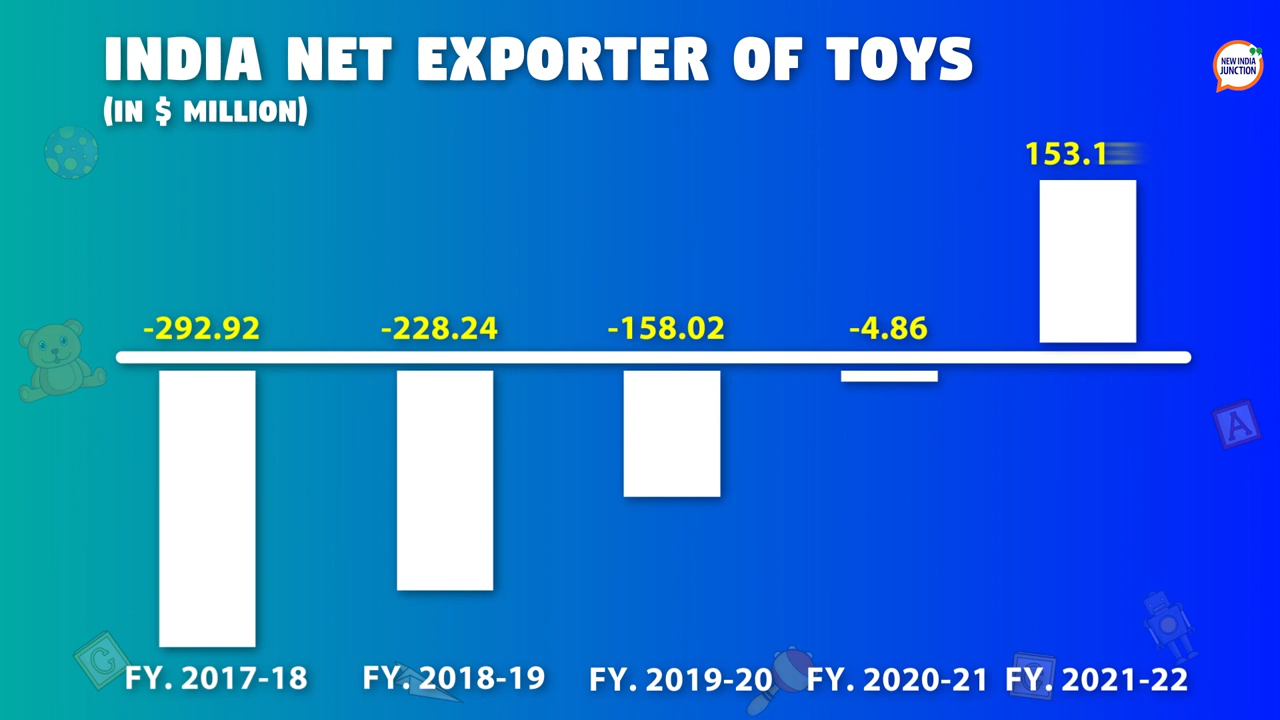 INDIA NET EXPORTER OF TOYS
(IN $ MILLION)
NEW INDIA
JUNCTION
153.1
-292.92 -228.24 -158.02 -4.86
A
C
FY. 2017-18 FY. 2018-19 FY. 2019-20 FY. 2020-21 FY. 2021-22